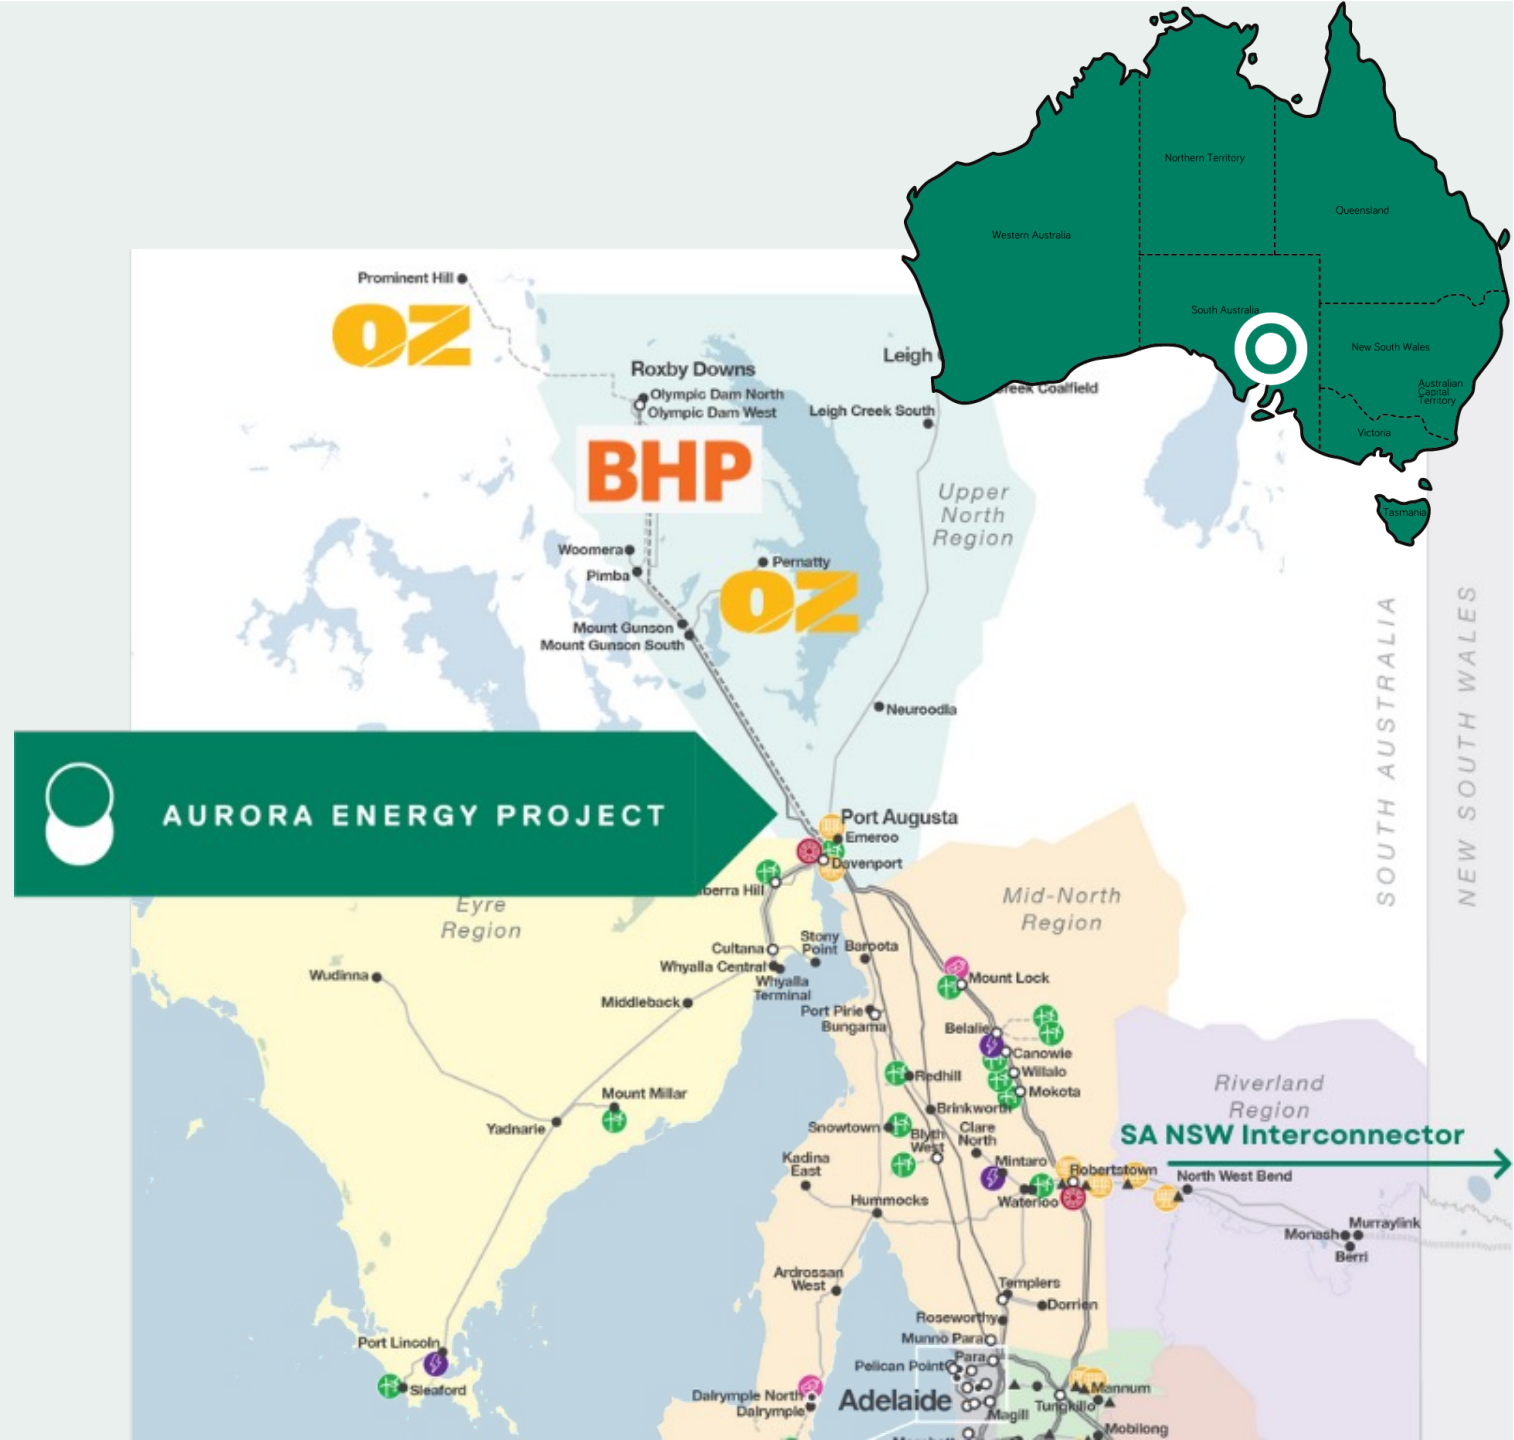 Northern Territory
Queensland
Western Australia
South Australia
New South Wales
Australian
Capital
Territory
Victoria
Tasmania
Prominent Hill
OZ
Roxby Downs
Olympic Dam North
Olympic Dam West
Leigh
Creek Coalfield
Leigh Creek South
BHP
Upper
North
Region
Woomera
Pimba
Pernatty
OZ
Mount Gunson
Mount Gunson South
Neuroodla
SOUTH AUSTRALIA
NEW SOUTH WALES
AURORA ENERGY PROJECT
Port Augusta
Emeroo
Davenport
berra Hill
Eyre
Region
Mid-North
Region
Cultana
Stony
Point
Baroota
Whyalla Central
Whyalla
Terminal
Wudinna
Middleback
Mount Lock
Port Pirie
Bungama
Belalie
Canowie
Willalo
Mokota
Redhill
Riverland
Region
Mount Millar
Yadnarie
Brinkworth
Snowtown
Blyth
West
Clare
North
SA NSW Interconnector
Kadina
East
Mintaro
Robertstown
North West Bend
Waterloo
Hummocks
Murraylink
Monash
Berri
Ardrossan
West
Templers
Dorrien
Roseworthy
Munno Para
Port Lincoln
Sleaford
Para
Pelican Point
Dalrymple North
Dalrymple
Adelaide
Mannum
Tungkillo
Magill
Mobilong